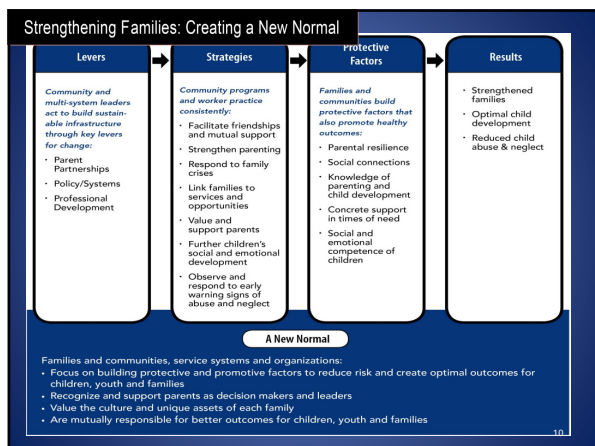 Strengthening Families: Creating a New Normal
Levers
Community and
multi-system leaders
act to build sustain-
able infrastructure
through key levers
for change:
· Parent
Partnerships
· Policy/Systems
· Professional
Development
Strategies
Community programs
and worker practice
consistently:
· Facilitate friendships
and mutual support
· Strengthen parenting
· Respond to family
crises
· Link families to
services and
opportunities
· Value and
support parents
· Further children's
social and emotional
development
· Observe and
respond to early
warning signs of
abuse and neglect
Protective
Factors
Families and
communities build
protective factors that
also promote healthy
outcomes:
· Parental resilience
· Social connections
· Knowledge of
parenting and
child development
· Concrete support
in times of need
· Social and
emotional
competence of
children
Results
· Strengthened
families
· Optimal child
development
· Reduced child
abuse & neglect
A New Normal
Families and communities, service systems and organizations:
• Focus on building protective and promotive factors to reduce risk and create optimal outcomes for
children, youth and families
• Recognize and support parents as decision makers and leaders
• Value the culture and unique assets of each family
• Are mutually responsible for better outcomes for children, youth and families
10